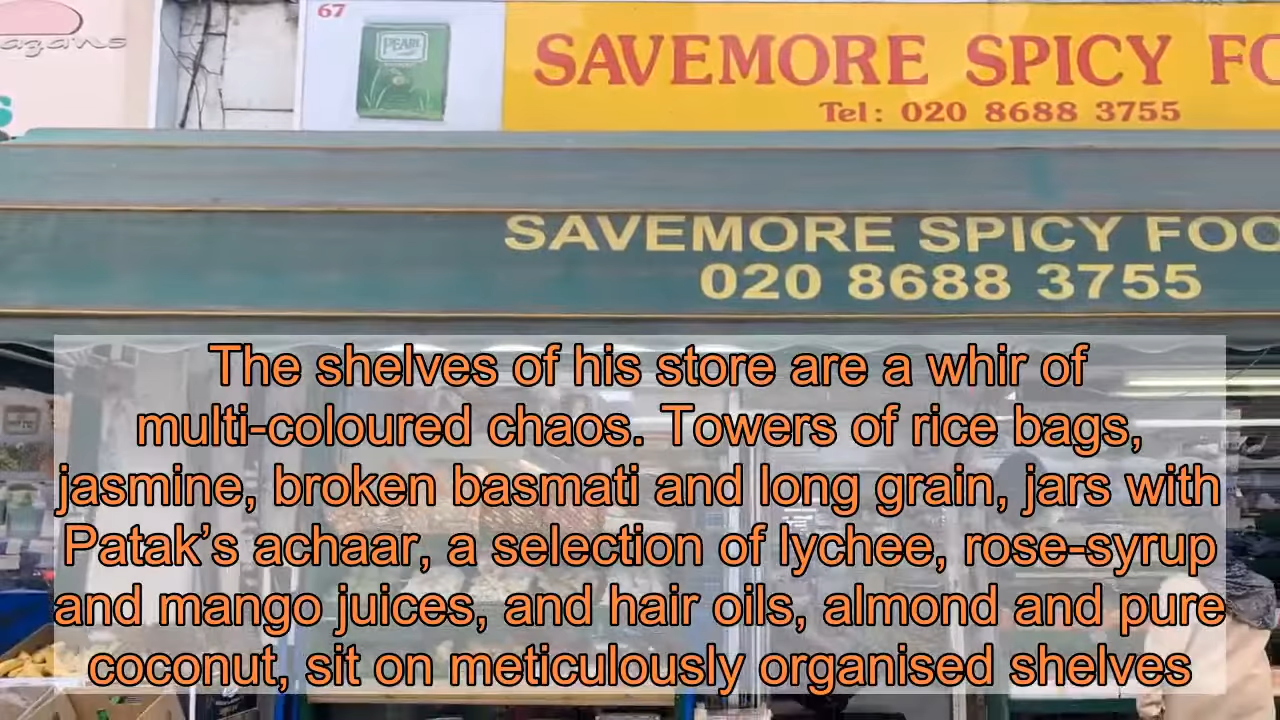 67
PEARL
SAVEMORE SPICY FO
Tel: 020 8688 3755
SAVEMORE SPICY FOO
020 8688 3755
The shelves of his store are a whir of
multi-coloured chaos. Towers of rice bags,
jasmine, broken basmati and long grain, jars with
Patak’s achaar, a selection of lychee, rose-syrup
and mango juices, and hair oils, almond and pure
coconut, sit on meticulously organised shelves